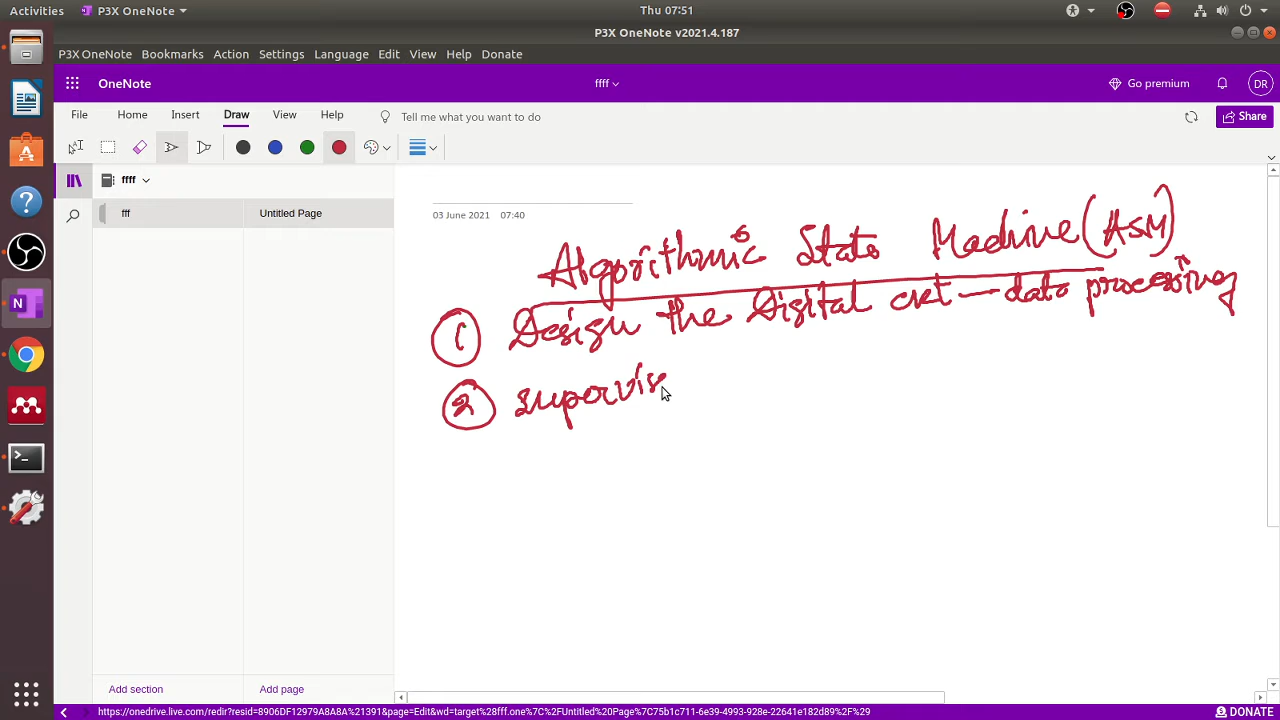 Activities P3X OneNote Thu 07:51
P3X OneNote v2021.4.187
P3X OneNote Bookmarks Action Settings Language Edit View Help Donate
OneNote ffff Go premium DR
File Home Insert Draw View Help Tell me what you want to do Share
ffff
fff Untitled Page
03 June 2021 07:40
Algorithmic State Machine (ASM)
① Design the Digital ckt — data processing
② supervise
Add section Add page
https://onedrive.live.com/redir?resid=8906DF12979A8A8A%21391&page=Edit&wd=target%28fff.one%7C%2FUntitled%20Page%7C75b1c711-6e39-4993-928e-22641e182d89%2F%29 DONATE